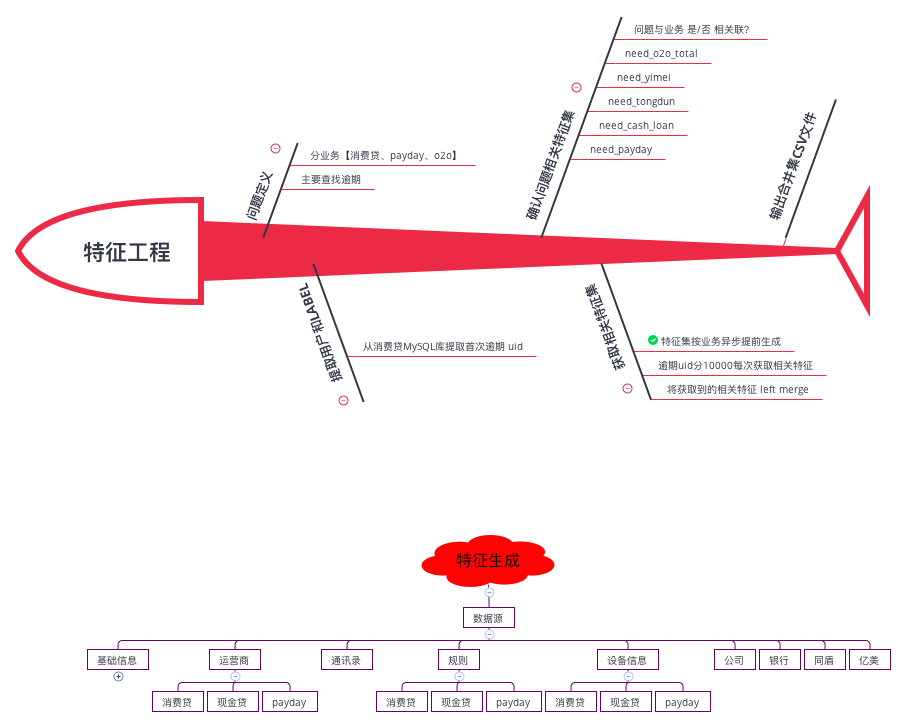 特征工程
问题定义
分业务【消费贷、payday、o2o】
主要查找逾期
提取用户和LABEL
从消费贷MySQL库提取首次逾期 uid
确认问题相关特征集
问题与业务 是/否 相关联?
need_o2o_total
need_yimei
need_tongdun
need_cash_loan
need_payday
获取相关特征集
特征集按业务异步提前生成
逾期uid分10000每次获取相关特征
将获取到的相关特征 left merge
输出合并集CSV文件
特征生成
数据源
基础信息 运营商 通讯录 规则 设备信息 公司 银行 同盾 亿美
消费贷 现金贷 payday 消费贷 现金贷 payday 消费贷 现金贷 payday